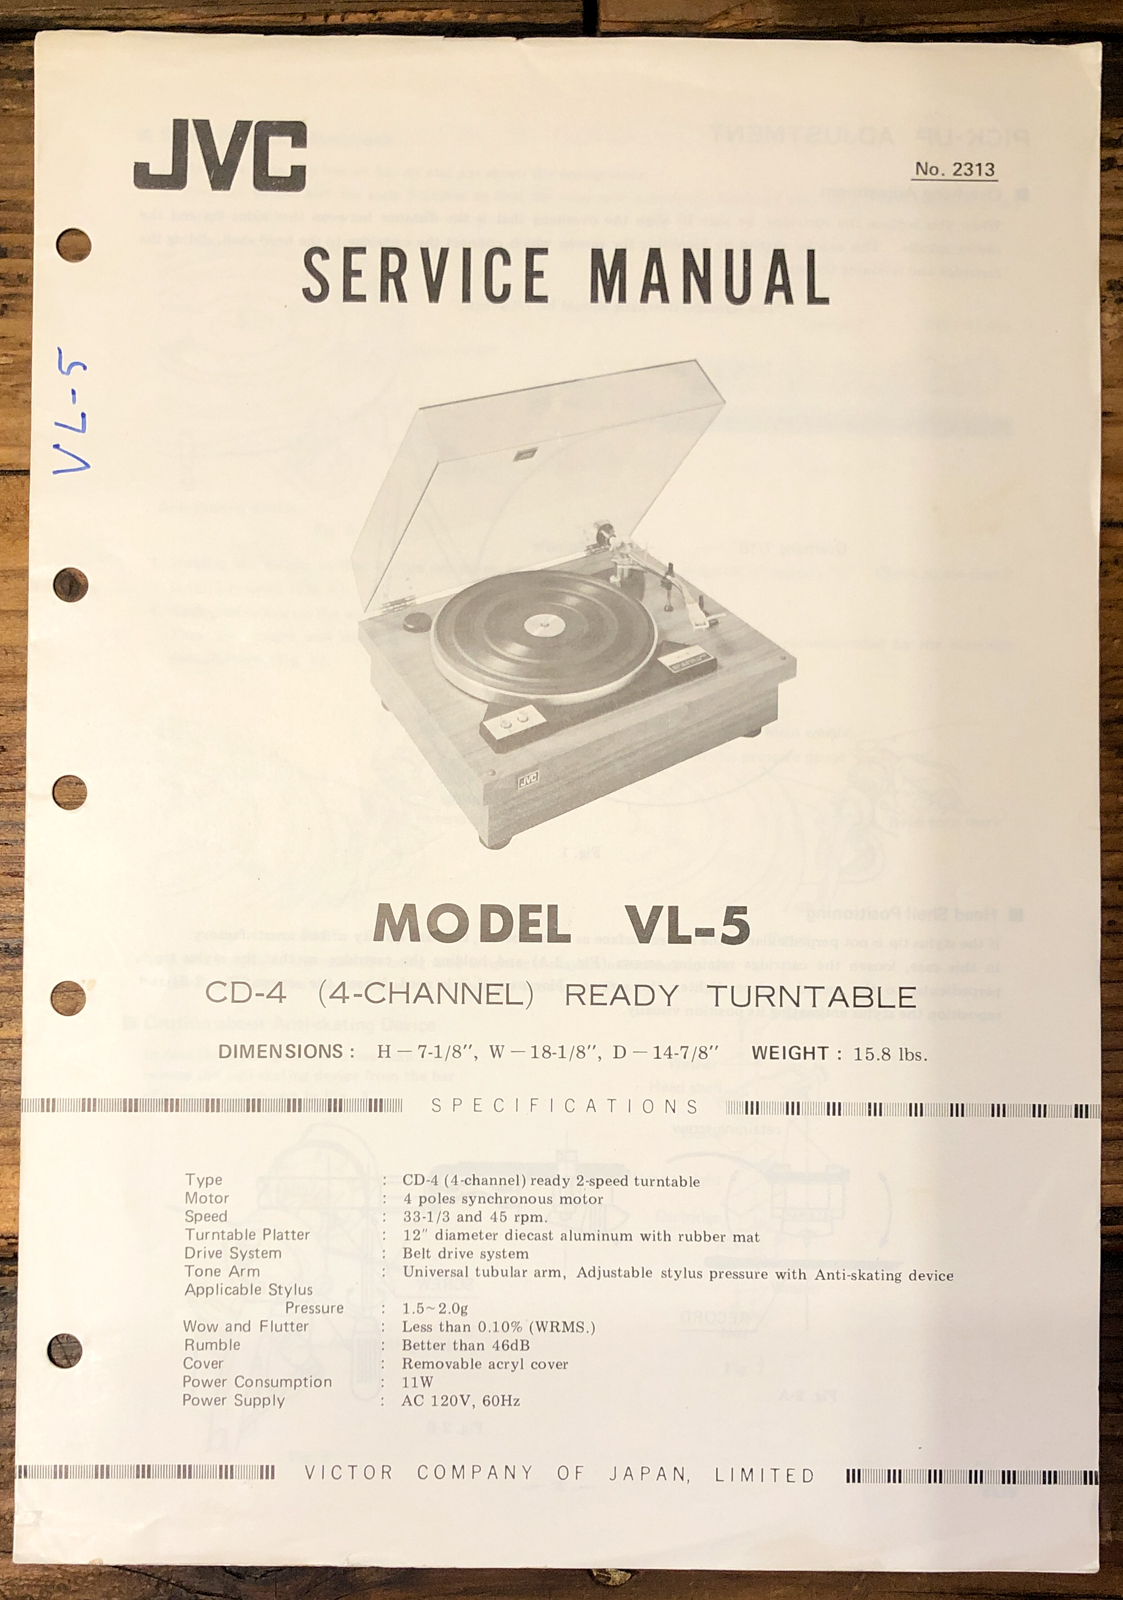 JVC
No. 2313
SERVICE MANUAL
VL-5
JVC
MODEL VL-5
CD-4 (4-CHANNEL) READY TURNTABLE
DIMENSIONS : H — 7-1/8", W — 18-1/8", D — 14-7/8" WEIGHT : 15.8 lbs.
SPECIFICATIONS
Type : CD-4 (4-channel) ready 2-speed turntable
Motor : 4 poles synchronous motor
Speed : 33-1/3 and 45 rpm.
Turntable Platter : 12" diameter diecast aluminum with rubber mat
Drive System : Belt drive system
Tone Arm : Universal tubular arm, Adjustable stylus pressure with Anti-skating device
Applicable Stylus
Pressure : 1.5~2.0g
Wow and Flutter : Less than 0.10% (WRMS.)
Rumble : Better than 46dB
Cover : Removable acryl cover
Power Consumption : 11W
Power Supply : AC 120V, 60Hz
VICTOR COMPANY OF JAPAN, LIMITED